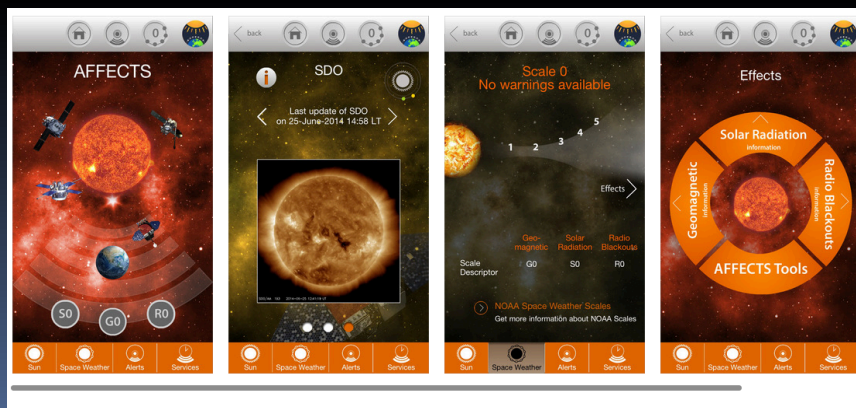 AFFECTS
S0
G0
R0
Sun
Space Weather
Alerts
Services
back
0
SDO
i
Last update of SDO
on 25-June-2014 14:58 LT
Sun
Space Weather
Alerts
Services
back
0
Scale 0
No warnings available
1
2
3
4
5
Effects
Geo-
magnetic
Solar
Radiation
Radio
Blackouts
Scale
Descriptor
G0
S0
R0
NOAA Space Weather Scales
Get more information about NOAA Scales
Sun
Space Weather
Alerts
Services
back
0
Effects
Solar Radiation
information
Radio Blackouts
information
Geomagnetic
information
AFFECTS Tools
Sun
Space Weather
Alerts
Services